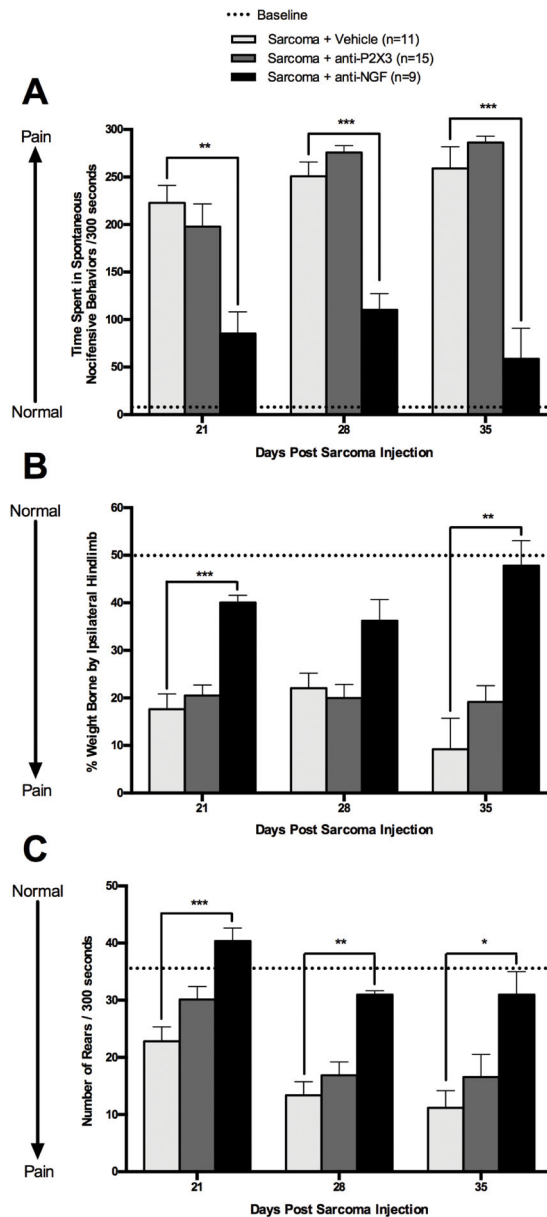 Baseline
Sarcoma + Vehicle (n=11)
Sarcoma + anti-P2X3 (n=15)
Sarcoma + anti-NGF (n=9)
A
Pain
Normal
Time Spent in Spontaneous
Nocifensive Behaviors /300 seconds
300
250
200
150
100
50
0
**
***
***
21
28
35
Days Post Sarcoma Injection
B
Normal
Pain
% Weight Borne by Ipsilateral Hindlimb
60
50
40
30
20
10
0
***
**
21
28
35
Days Post Sarcoma Injection
C
Normal
Pain
Number of Rears / 300 seconds
50
40
30
20
10
0
***
**
*
21
28
35
Days Post Sarcoma Injection